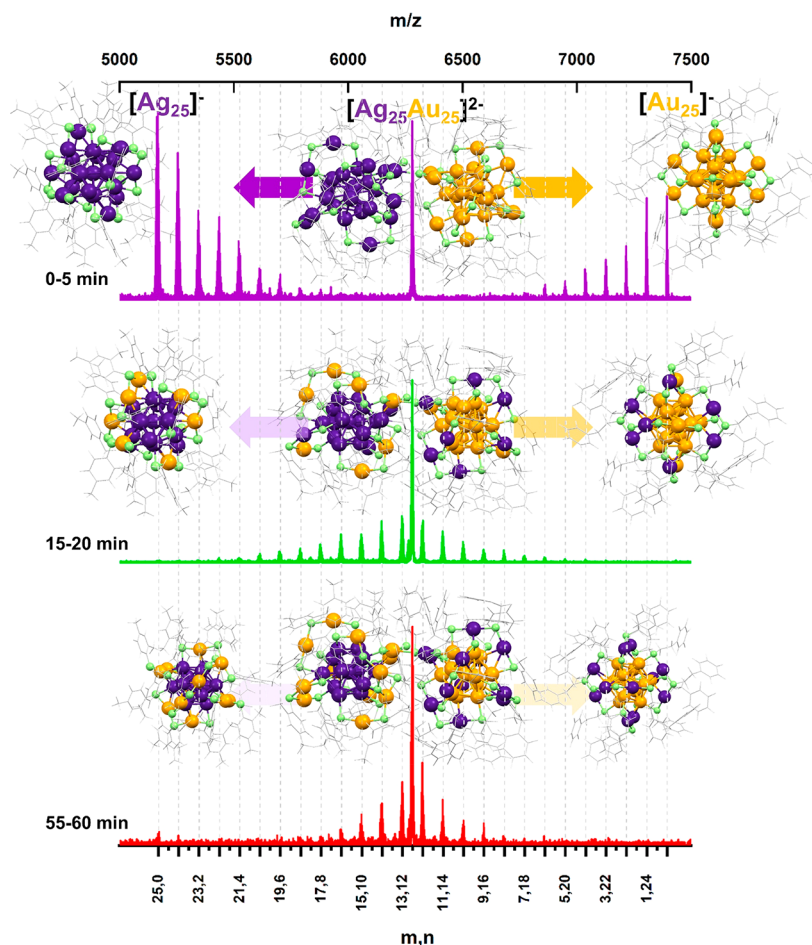 m/z
5000 5500 6000 6500 7000 7500
[Ag25]- [Ag25Au25]2- [Au25]-
0-5 min
15-20 min
55-60 min
25,0 23,2 21,4 19,6 17,8 15,10 13,12 11,14 9,16 7,18 5,20 3,22 1,24
m,n